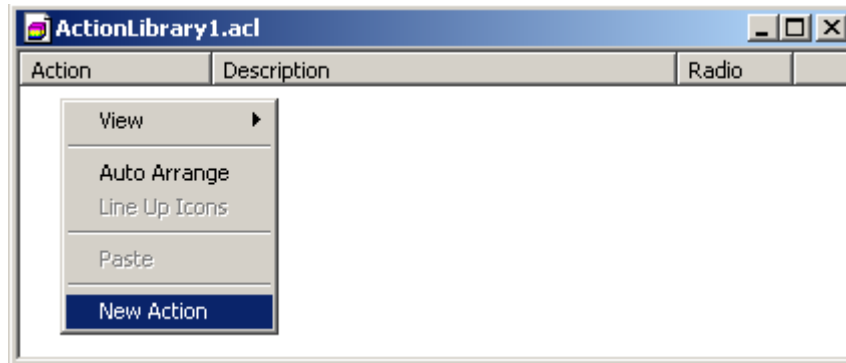 ActionLibrary1.acl
Action Description Radio
View
Auto Arrange
Line Up Icons
Paste
New Action